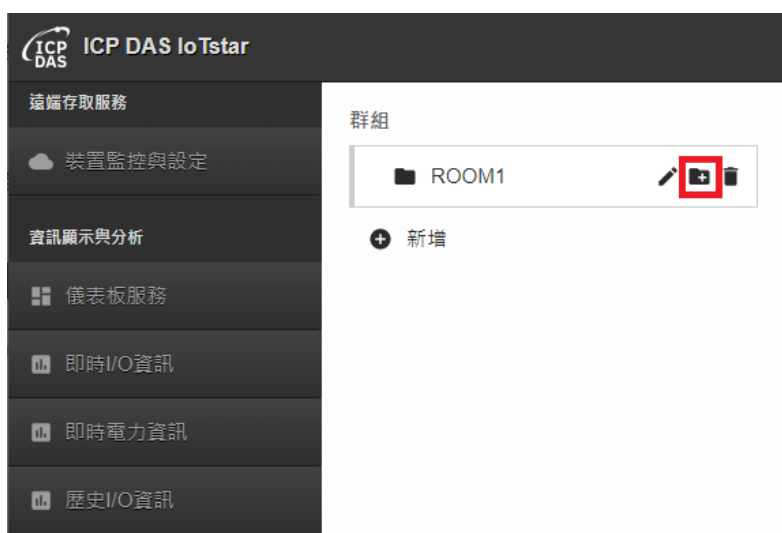 ICP DAS
ICP DAS IoTstar
遠端存取服務
裝置監控與設定
資訊顯示與分析
儀表板服務
即時I/O資訊
即時電力資訊
歷史I/O資訊
群組
ROOM1
新增